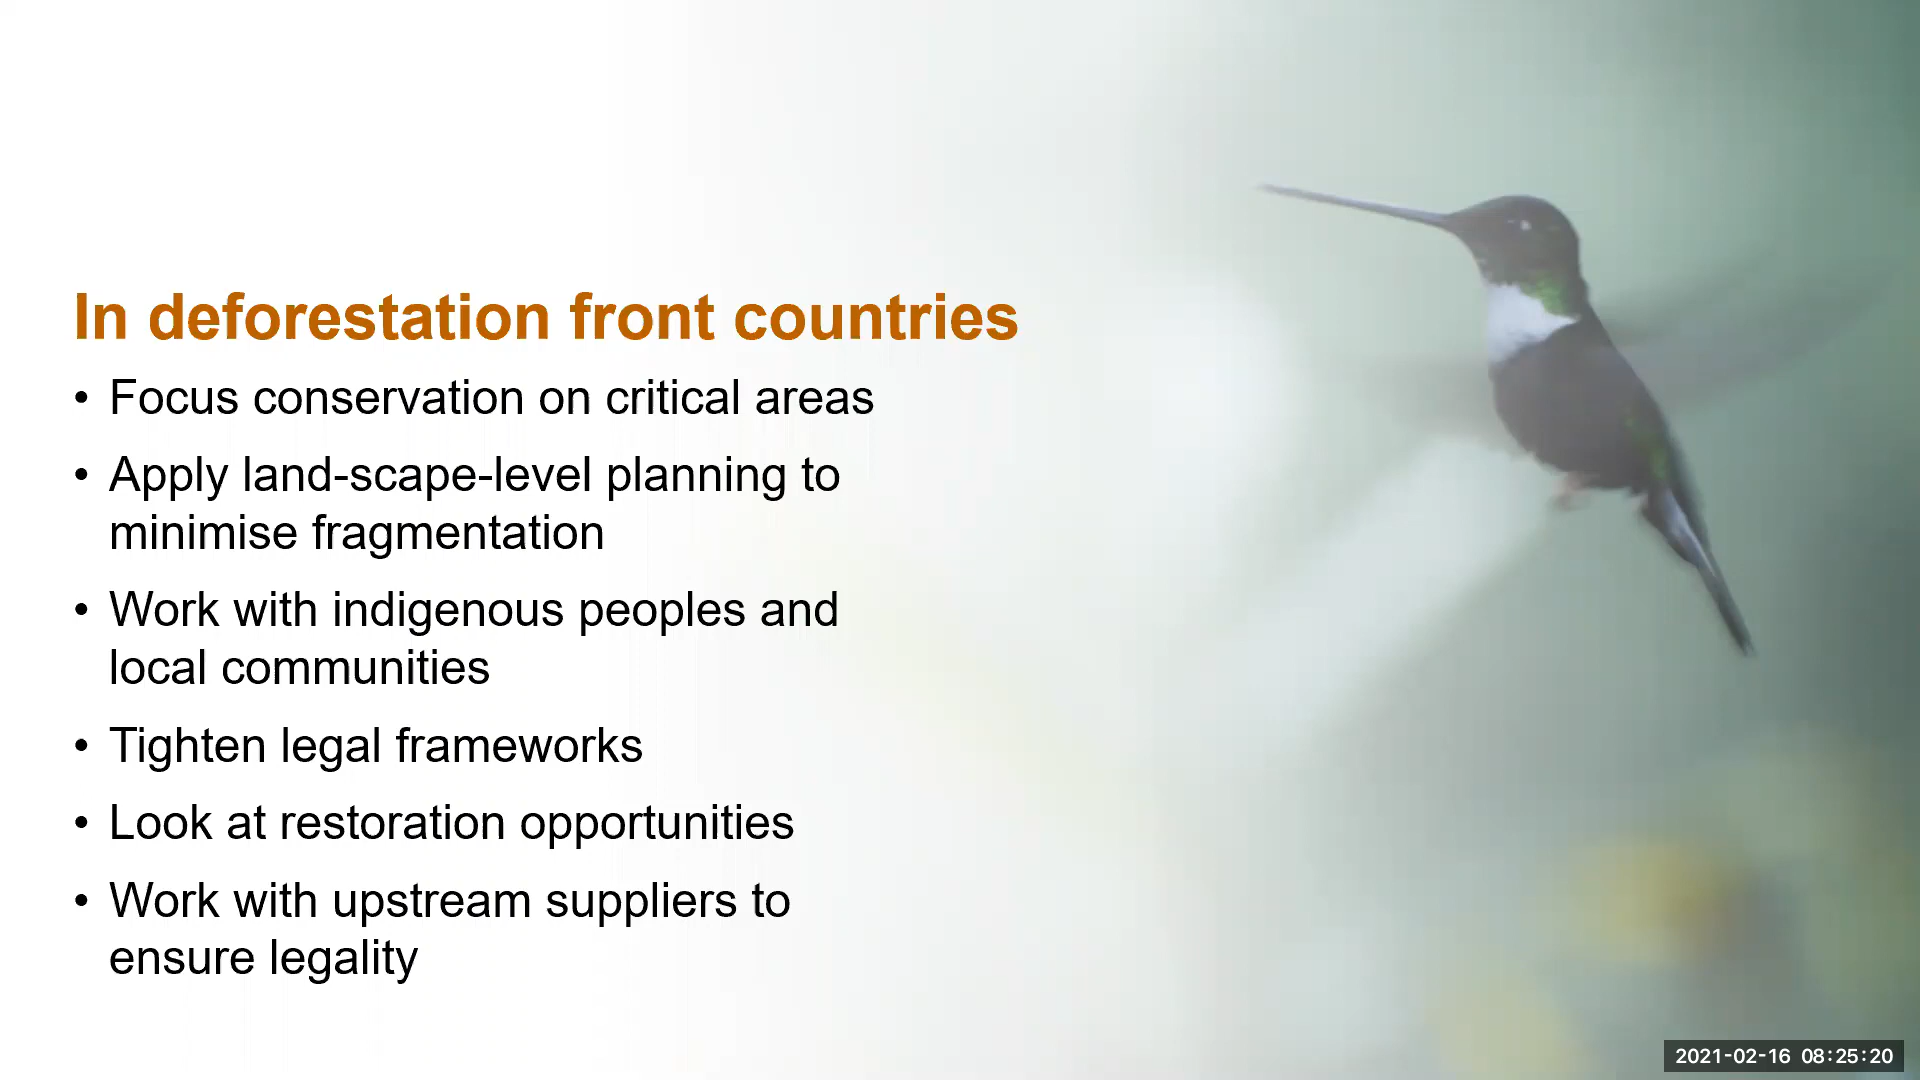 In deforestation front countries
• Focus conservation on critical areas
• Apply land-scape-level planning to
minimise fragmentation
• Work with indigenous peoples and
local communities
• Tighten legal frameworks
• Look at restoration opportunities
• Work with upstream suppliers to
ensure legality
2021-02-16 08:25:20